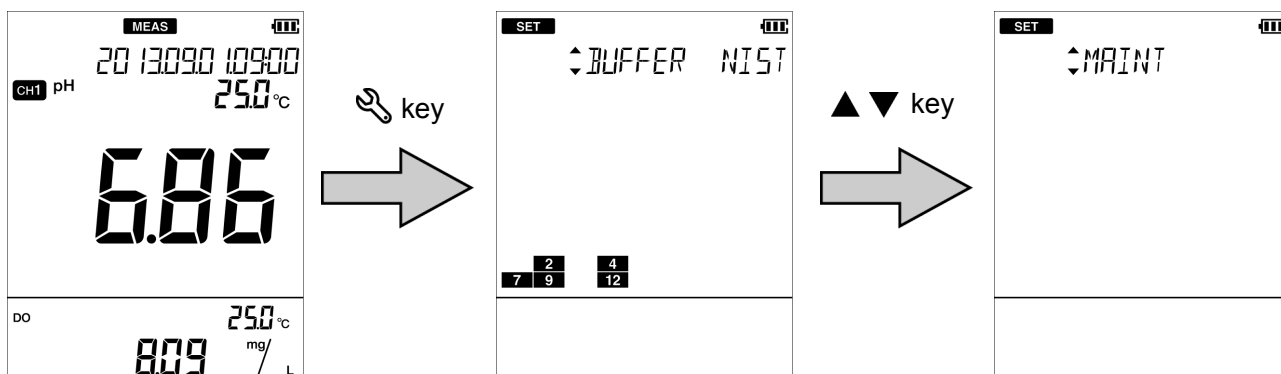 MEAS
2013.09.01.09:00
CH1 pH
25.0 °C
6.86
DO
25.0 °C
8.09 mg/L
key
SET
BUFFER NIST
2 4
7 9 12
▲ ▼ key
SET
MAINT